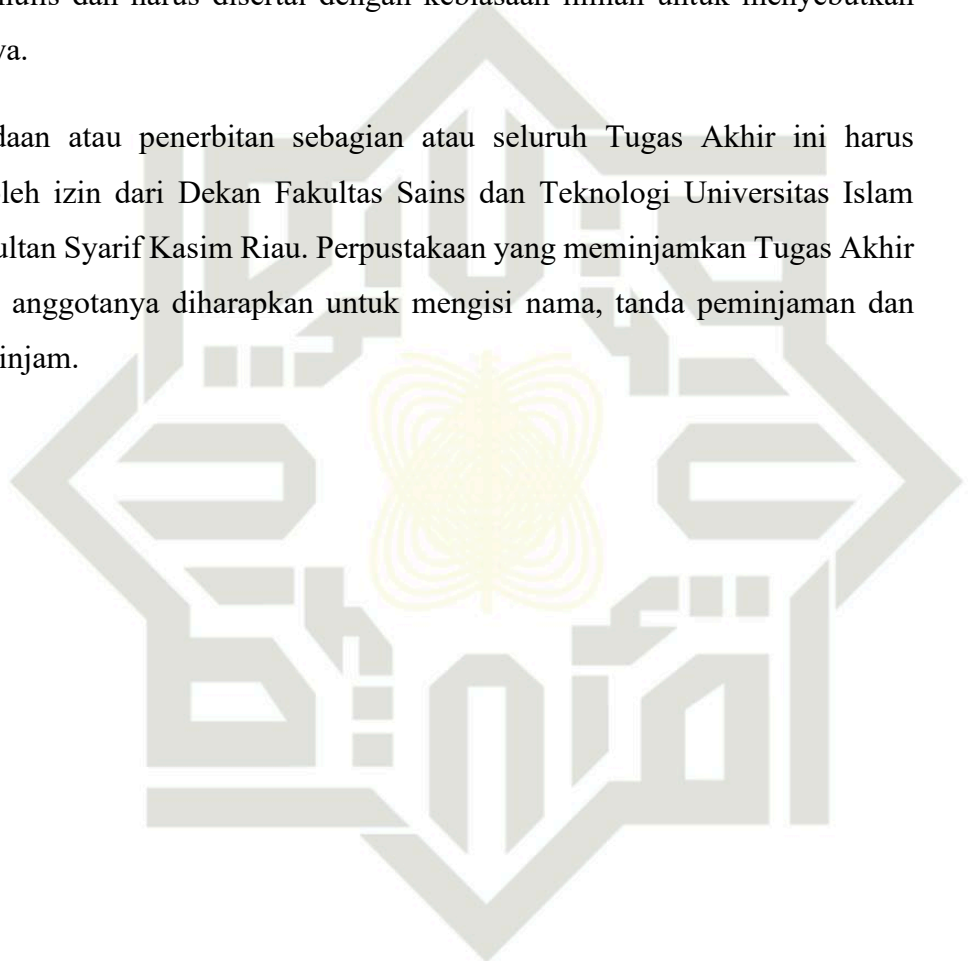 dan harus disertai dengan kebiasaan ilmiah untuk menyebutkan
ya.
daan atau penerbitan sebagian atau seluruh Tugas Akhir ini harus
oleh izin dari Dekan Fakultas Sains dan Teknologi Universitas Islam
ultan Syarif Kasim Riau. Perpustakaan yang meminjamkan Tugas Akhir
anggotanya diharapkan untuk mengisi nama, tanda peminjaman dan
injam.